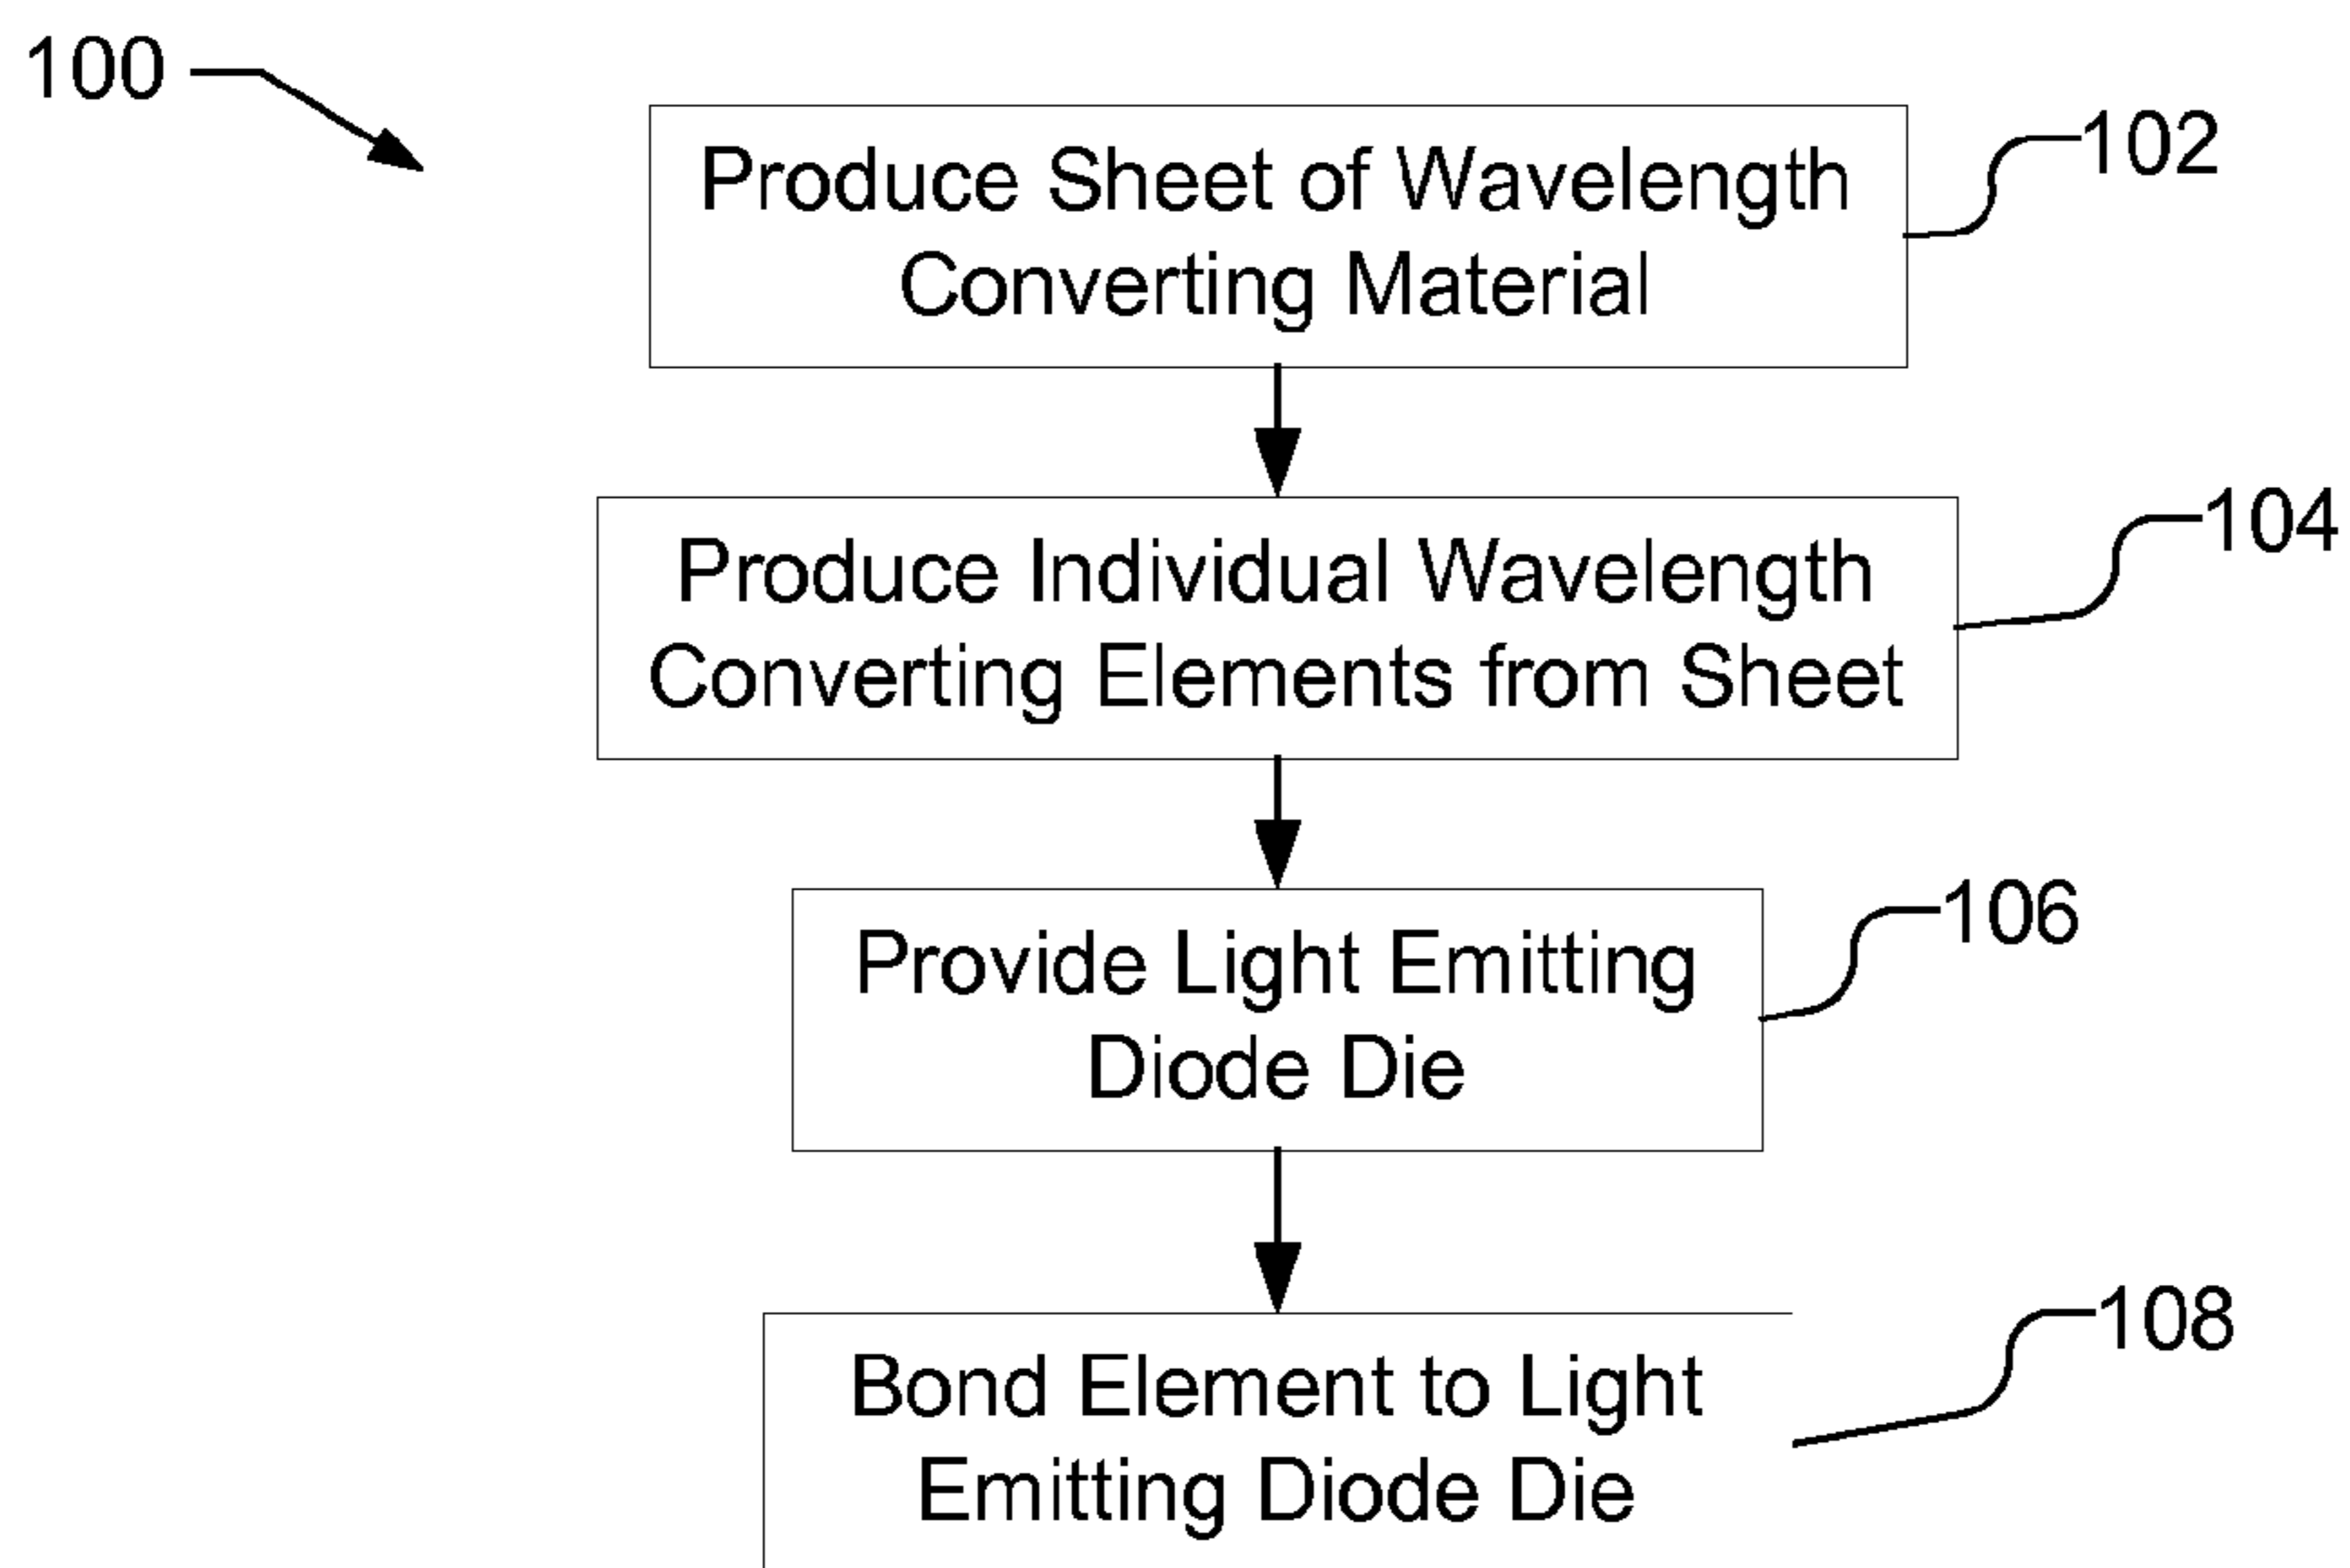 100
Produce Sheet of Wavelength
Converting Material
102
Produce Individual Wavelength
Converting Elements from Sheet
104
Provide Light Emitting
Diode Die
106
Bond Element to Light
Emitting Diode Die
108